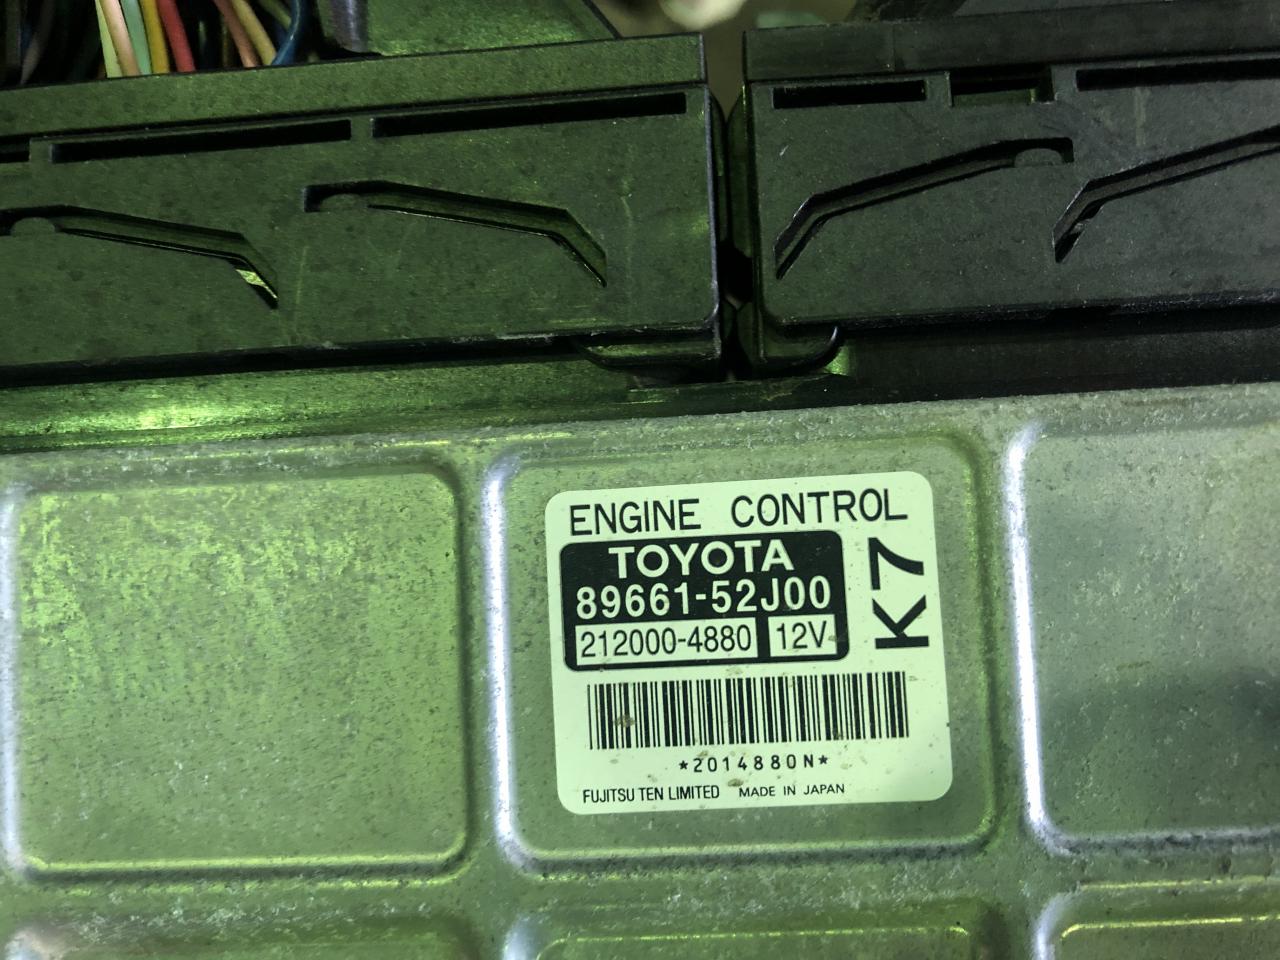 ENGINE CONTROL
TOYOTA
89661-52J00
212000-4880 12V
K7
*2014880N*
FUJITSU TEN LIMITED MADE IN JAPAN